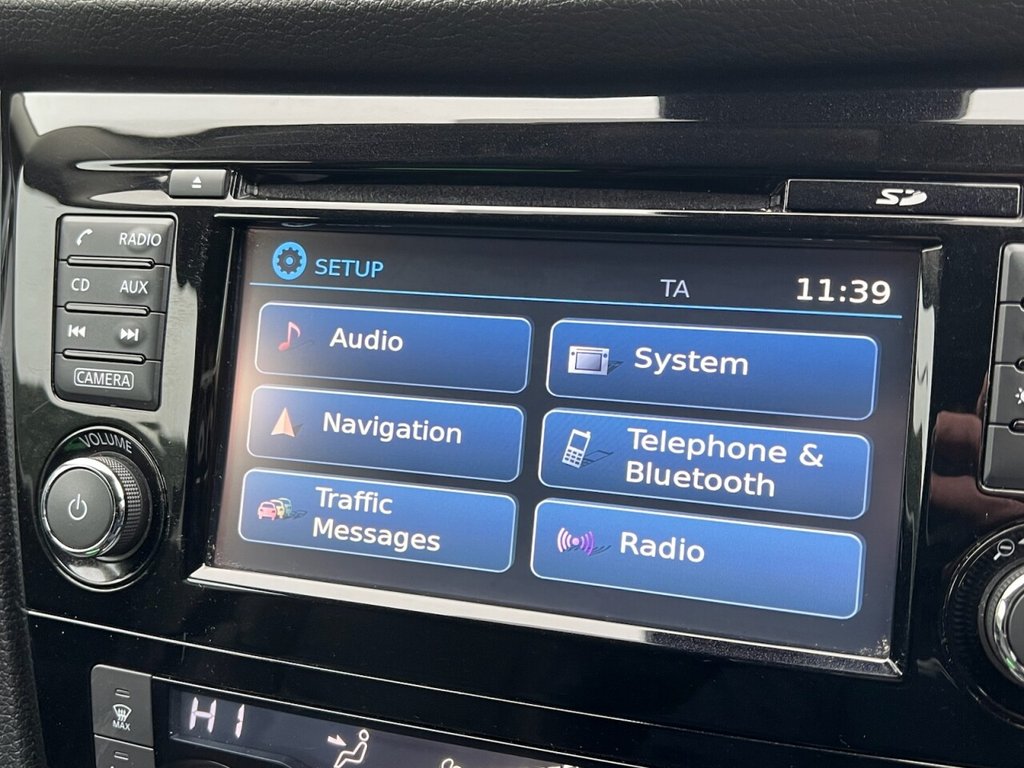 SD
RADIO
CD AUX
CAMERA
VOLUME
SETUP
TA 11:39
Audio
System
Navigation
Telephone &
Bluetooth
Traffic
Messages
Radio
MAX
HI